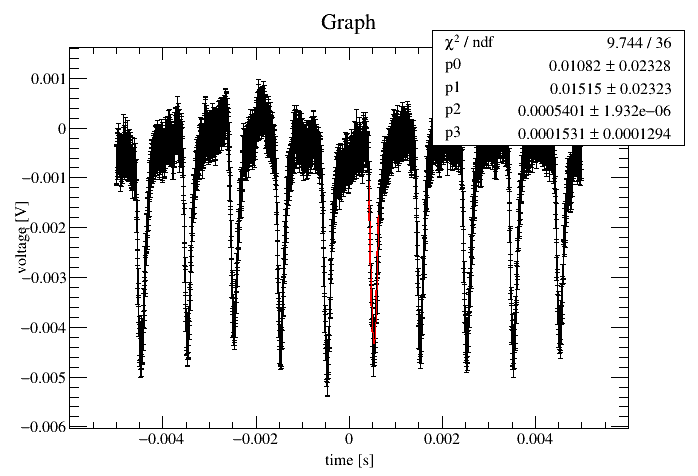 Graph
χ² / ndf 9.744 / 36
p0 0.01082 ± 0.02328
p1 0.01515 ± 0.02323
p2 0.0005401 ± 1.932e−06
p3 0.0001531 ± 0.0001294
0.001
0
−0.001
−0.002
−0.003
−0.004
−0.005
−0.006
voltage [V]
−0.004 −0.002 0 0.002 0.004
time [s]